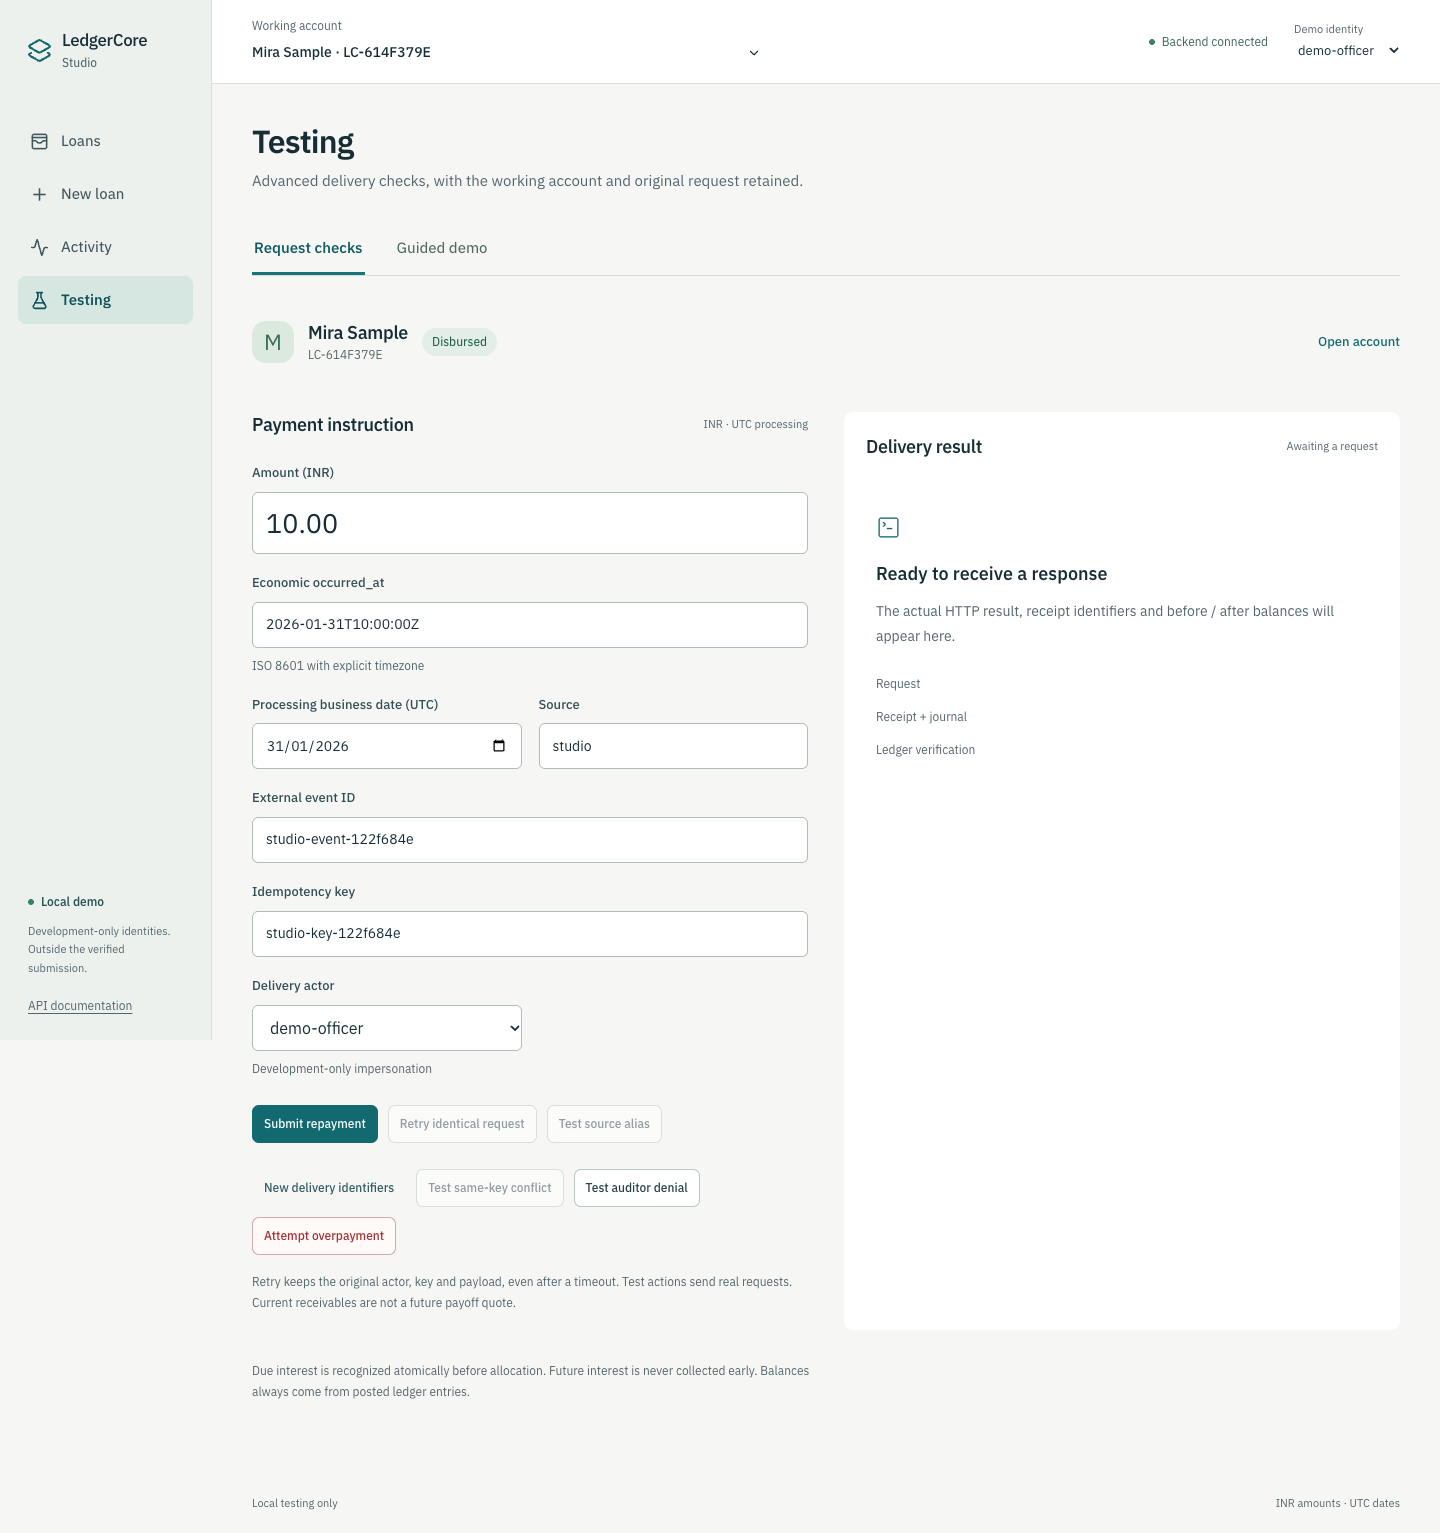 LedgerCore
Studio
Loans
New loan
Activity
Testing
Local demo
Development-only identities.
Outside the verified
submission.
API documentation
Working account
Mira Sample · LC-614F379E
Backend connected
Demo identity
demo-officer
Testing
Advanced delivery checks, with the working account and original request retained.
Request checks
Guided demo
M
Mira Sample
LC-614F379E
Disbursed
Open account
Payment instruction
INR · UTC processing
Amount (INR)
10.00
Economic occurred_at
2026-01-31T10:00:00Z
ISO 8601 with explicit timezone
Processing business date (UTC)
Source
31/01/2026
studio
External event ID
studio-event-122f684e
Idempotency key
studio-key-122f684e
Delivery actor
demo-officer
Development-only impersonation
Submit repayment
Retry identical request
Test source alias
New delivery identifiers
Test same-key conflict
Test auditor denial
Attempt overpayment
Retry keeps the original actor, key and payload, even after a timeout. Test actions send real requests.
Current receivables are not a future payoff quote.
Delivery result
Awaiting a request
Ready to receive a response
The actual HTTP result, receipt identifiers and before / after balances will
appear here.
Request
Receipt + journal
Ledger verification
Due interest is recognized atomically before allocation. Future interest is never collected early. Balances
always come from posted ledger entries.
Local testing only
INR amounts · UTC dates